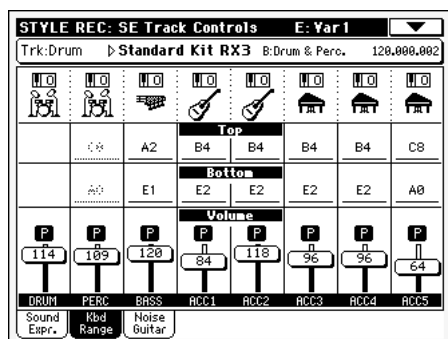 STYLE REC: SE Track Controls E: Var1
Trk:Drum ▷Standard Kit RX3 B:Drum & Perc. 120.000.002
Top
C8 A2 B4 B4 B4 B4 C8
Bottom
A0 E1 E2 E2 E2 E2 A0
Volume
P P P P P P P P
114 109 120 84 118 96 96 64
DRUM PERC BASS ACC1 ACC2 ACC3 ACC4 ACC5
Sound Expr. Kbd Range Noise Guitar